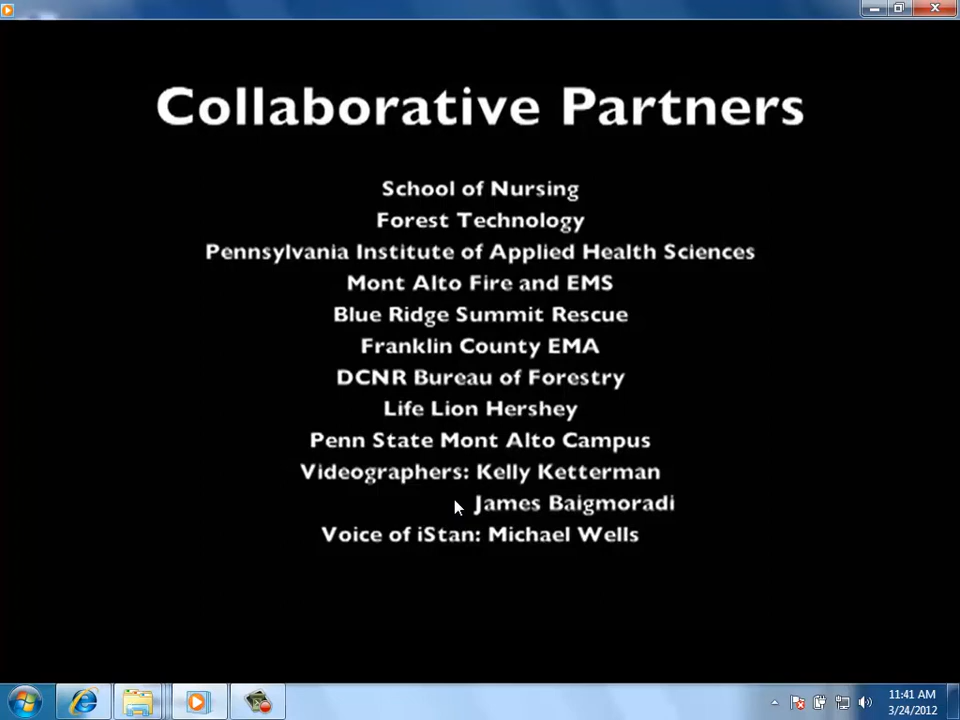 Collaborative Partners
School of Nursing
Forest Technology
Pennsylvania Institute of Applied Health Sciences
Mont Alto Fire and EMS
Blue Ridge Summit Rescue
Franklin County EMA
DCNR Bureau of Forestry
Life Lion Hershey
Penn State Mont Alto Campus
Videographers: Kelly Ketterman
James Baigmoradi
Voice of iStan: Michael Wells
11:41 AM
3/24/2012